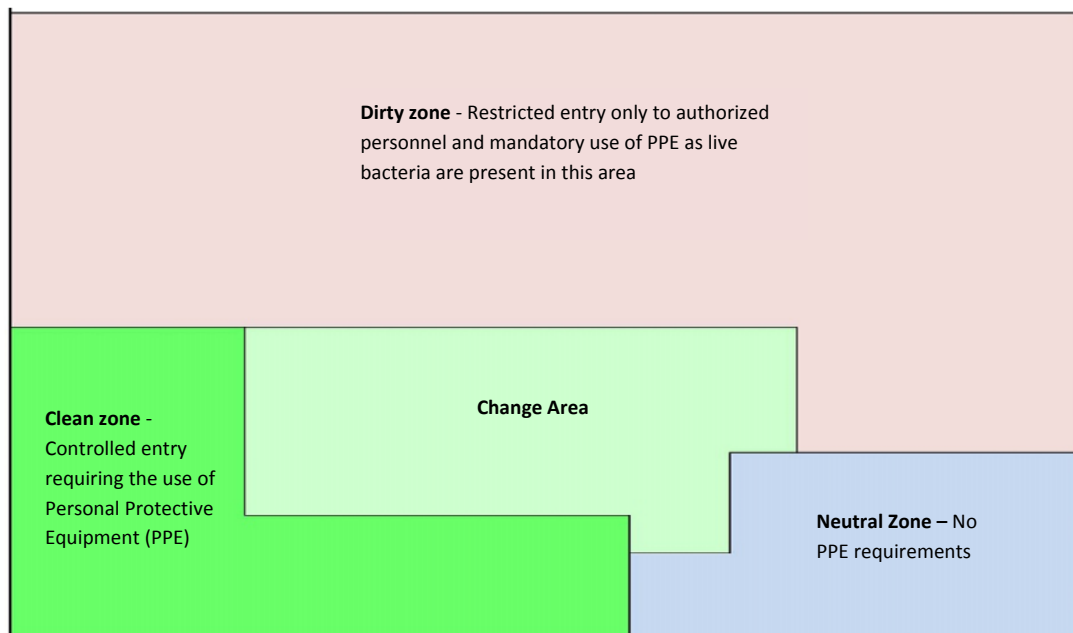 Dirty zone - Restricted entry only to authorized
personnel and mandatory use of PPE as live
bacteria are present in this area
Change Area
Clean zone -
Controlled entry
requiring the use of
Personal Protective
Equipment (PPE)
Neutral Zone – No
PPE requirements